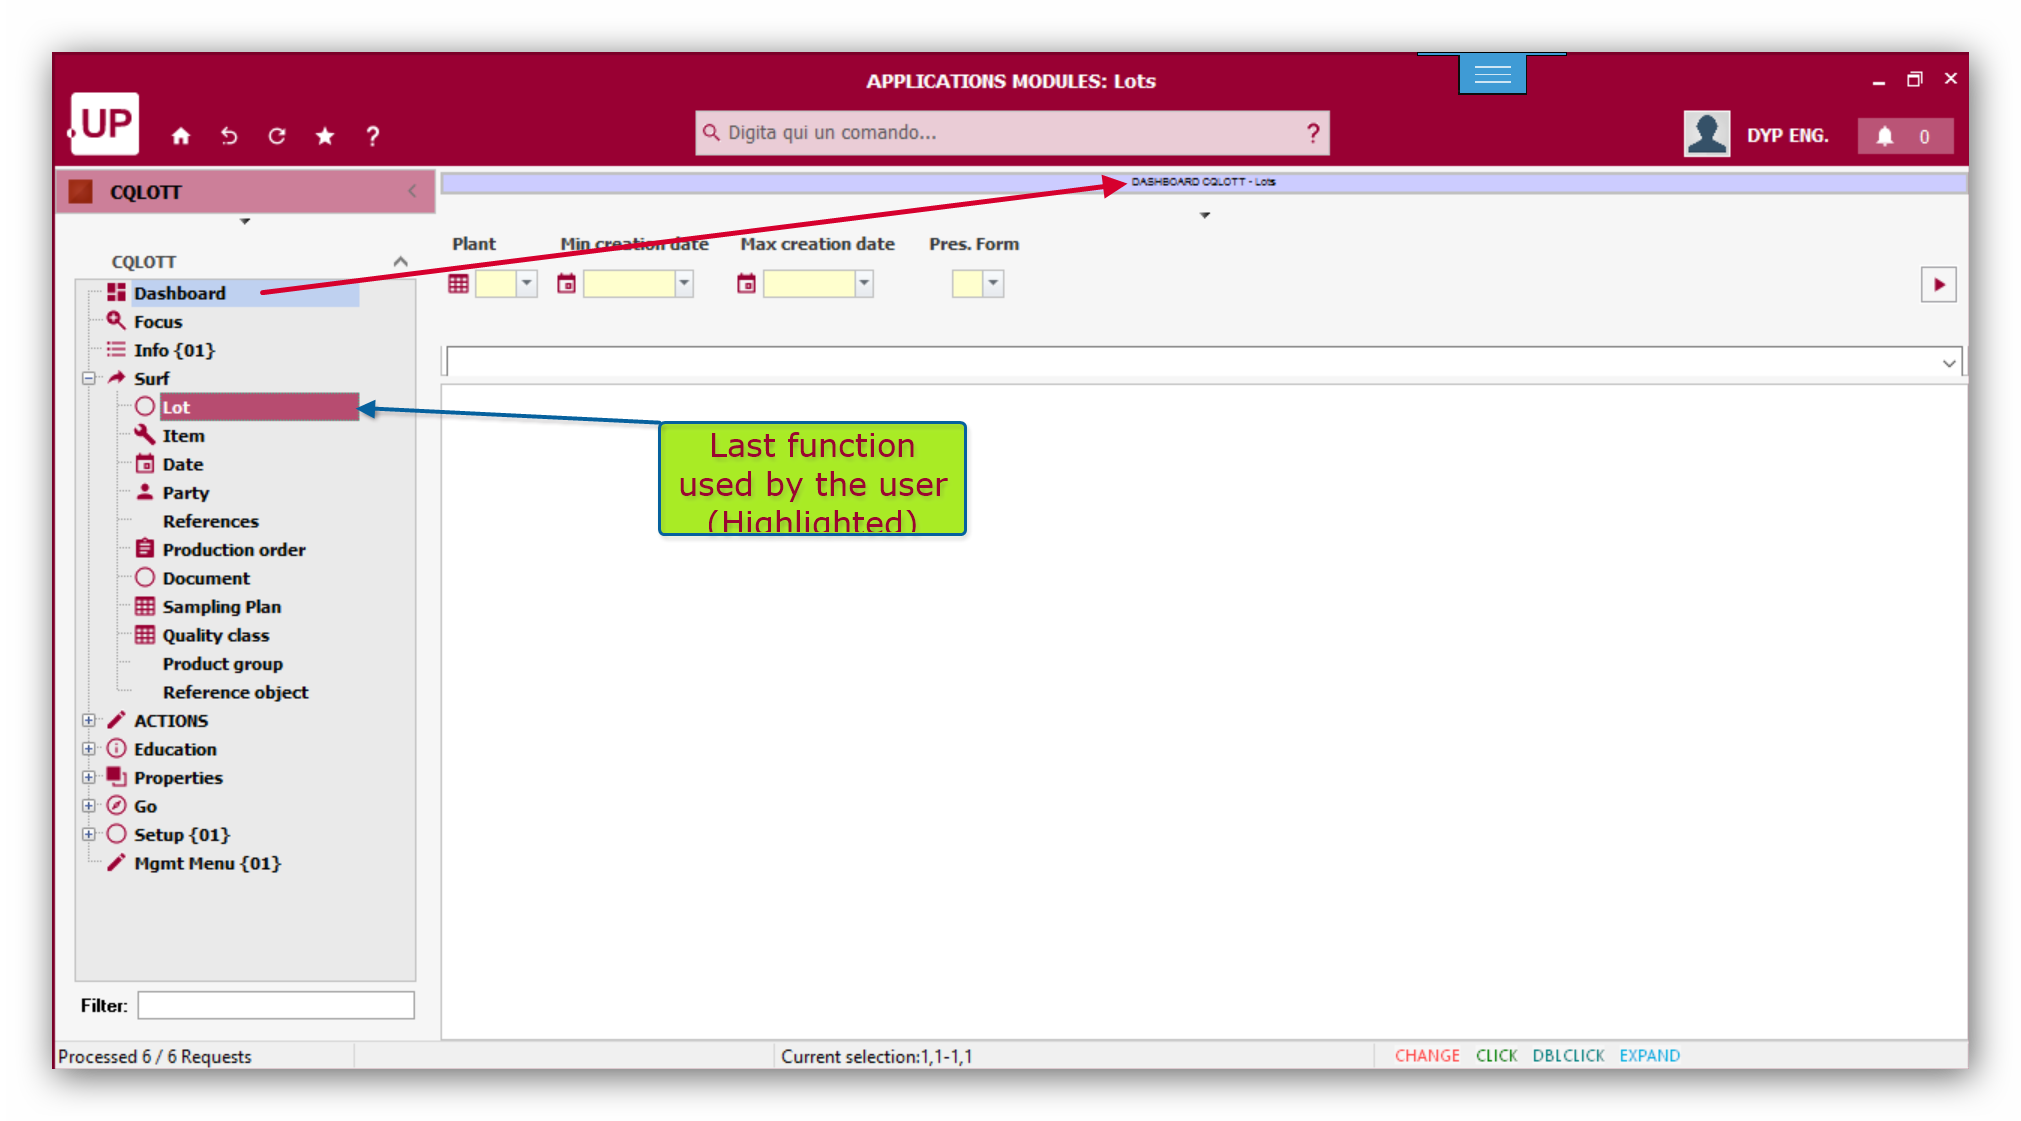 APPLICATIONS MODULES: Lots
.UP
?
Digita qui un comando...
?
DYP ENG.
0
CQLOTT
DASHBOARD CQLOTT - Lots
Plant
Min creation date
Max creation date
Pres. Form
CQLOTT
Dashboard
Focus
Info {01}
Surf
Lot
Item
Date
Party
References
Production order
Document
Sampling Plan
Quality class
Product group
Reference object
ACTIONS
Education
Properties
Go
Setup {01}
Mgmt Menu {01}
Last function
used by the user
(Highlighted)
Filter:
Processed 6 / 6 Requests
Current selection:1,1-1,1
CHANGE CLICK DBLCLICK EXPAND